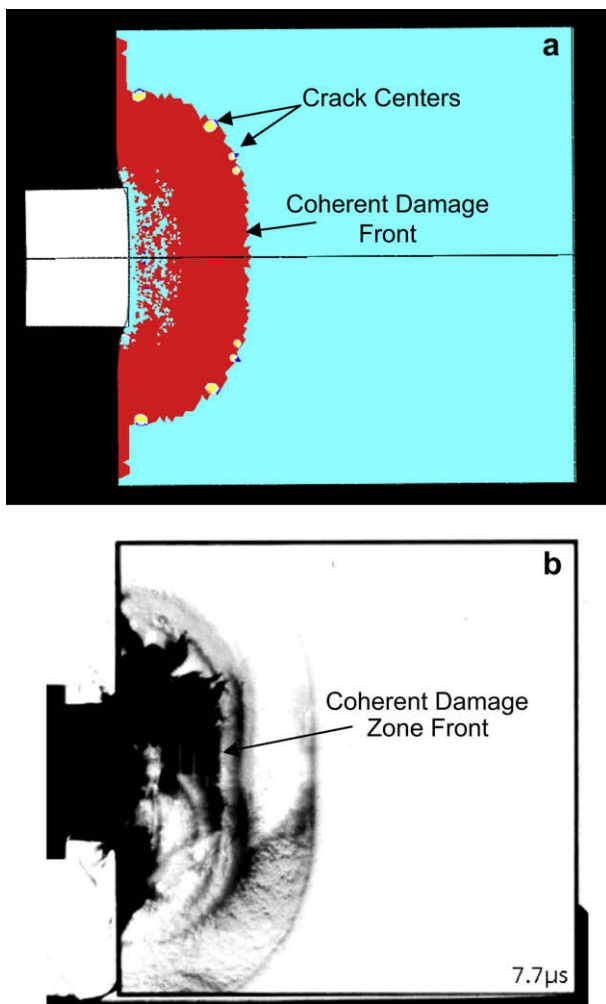 a
Crack Centers
Coherent Damage
Front
b
Coherent Damage
Zone Front
7.7µs